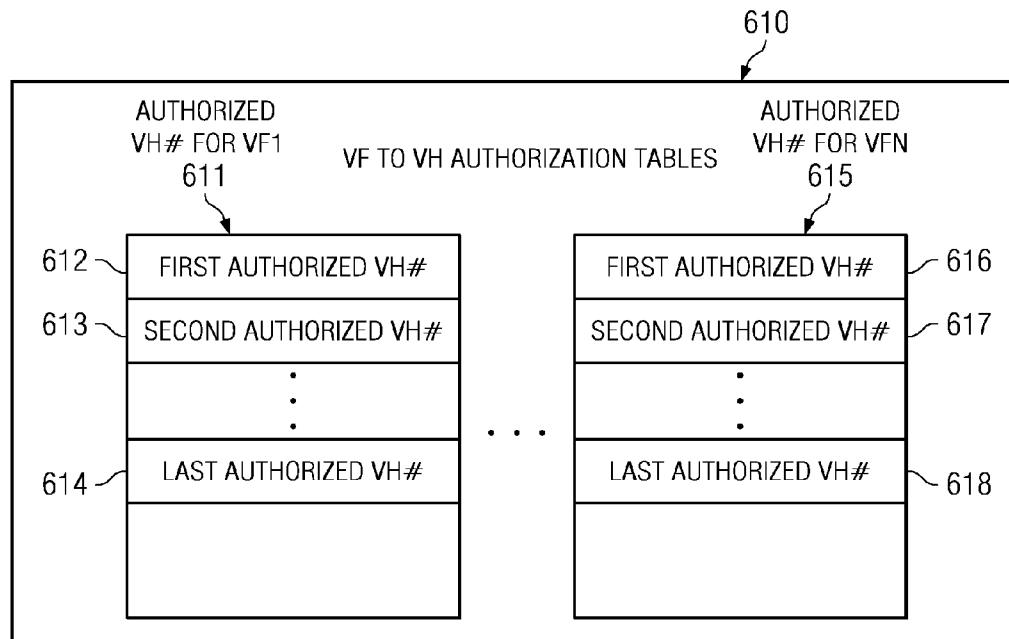 610
AUTHORIZED
VH# FOR VF1
611
VF TO VH AUTHORIZATION TABLES
AUTHORIZED
VH# FOR VFN
615
612
FIRST AUTHORIZED VH#
613
SECOND AUTHORIZED VH#
614
LAST AUTHORIZED VH#
. . .
FIRST AUTHORIZED VH#
616
SECOND AUTHORIZED VH#
617
LAST AUTHORIZED VH#
618